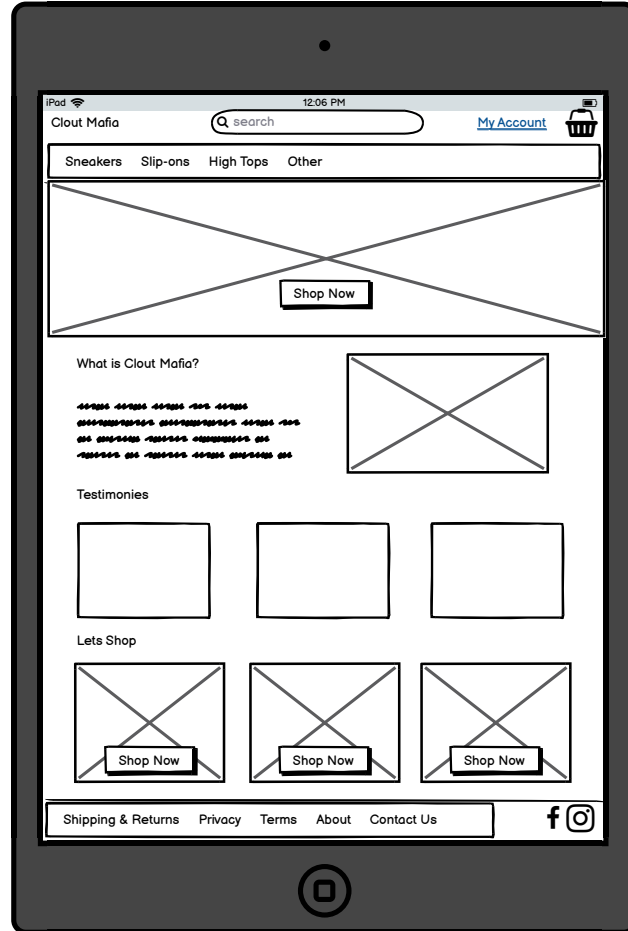 iPad 12:06 PM
Clout Mafia search My Account
Sneakers Slip-ons High Tops Other
Shop Now
What is Clout Mafia?
Testimonies
Lets Shop
Shop Now Shop Now Shop Now
Shipping & Returns Privacy Terms About Contact Us